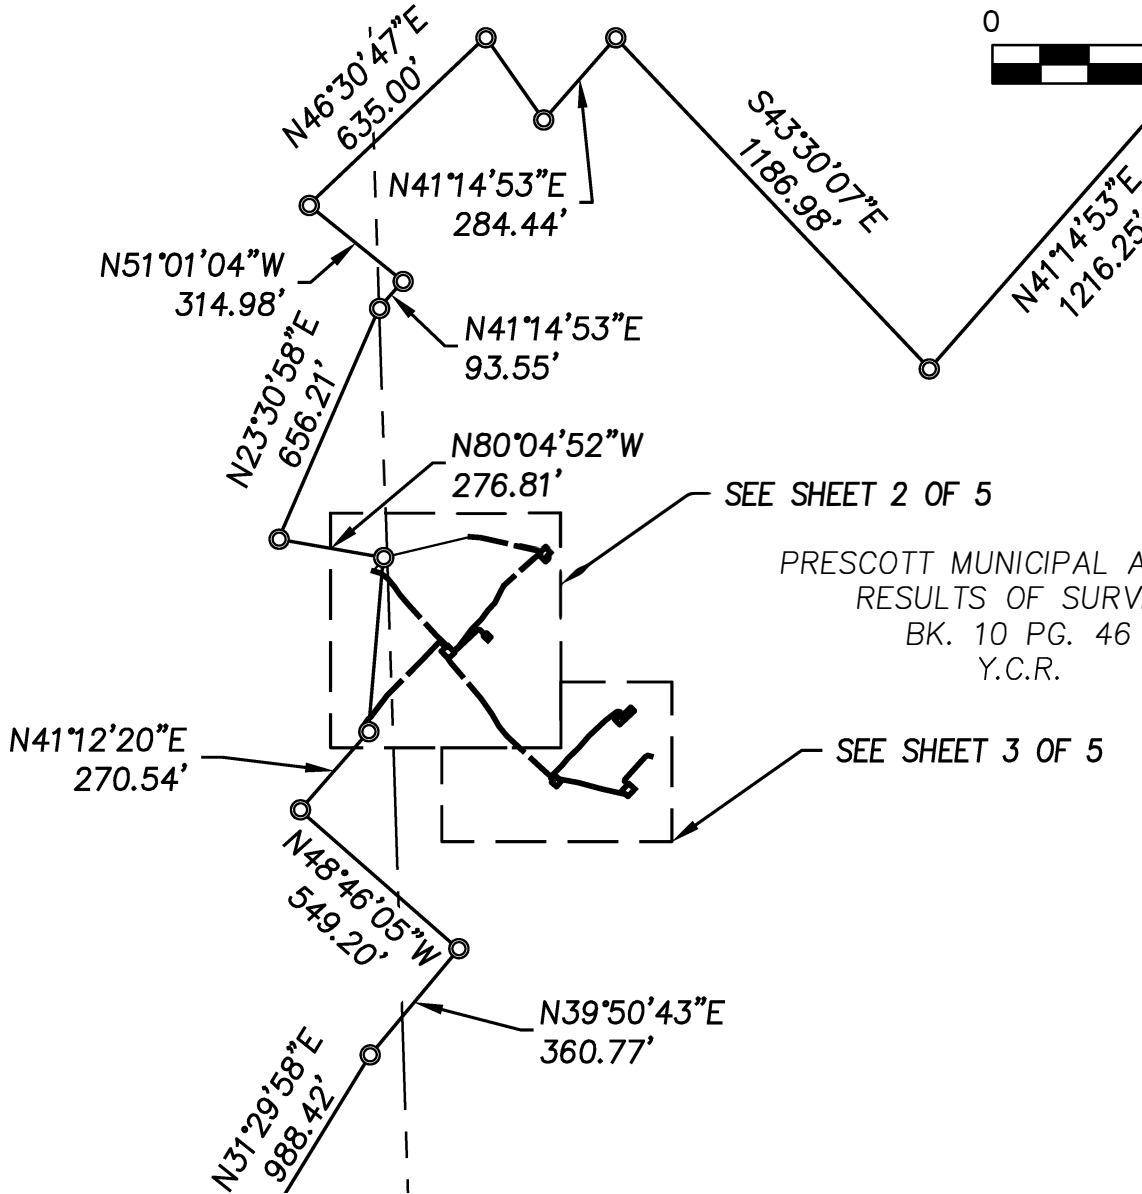 0
N46°30'47"E
635.00'
S43°30'07"E
1186.98'
N41°14'53"E
284.44'
N41°14'53"E
1216.25'
N51°01'04"W
314.98'
N41°14'53"E
93.55'
N23°30'58"E
656.21'
N80°04'52"W
276.81'
SEE SHEET 2 OF 5
PRESCOTT MUNICIPAL A
RESULTS OF SURV
BK. 10 PG. 46
Y.C.R.
N41°12'20"E
270.54'
SEE SHEET 3 OF 5
N48°46'05"W
549.20'
N39°50'43"E
360.77'
N31°29'58"E
988.42'